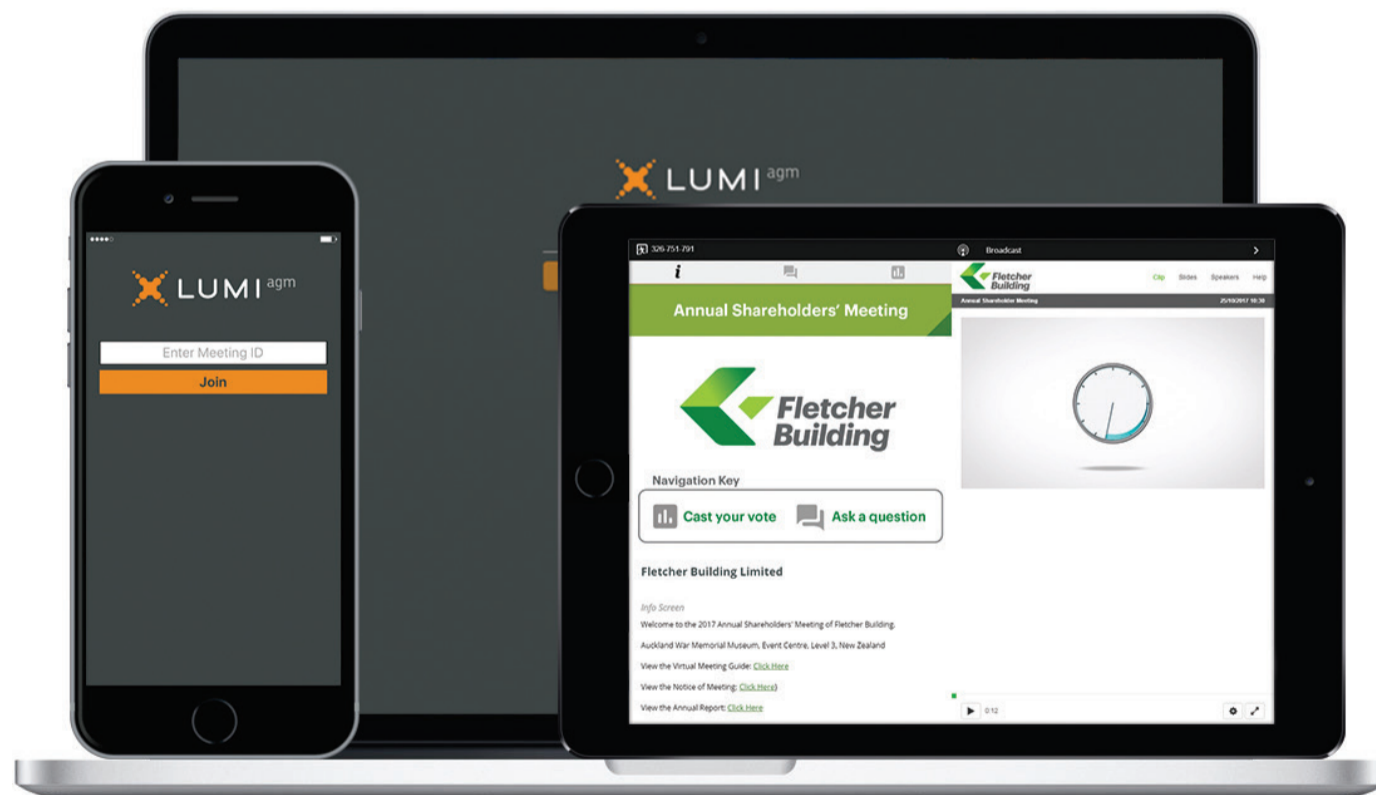 LUMI agm
LUMI agm
Enter Meeting ID
Join
326-751-791
Broadcast
i
Annual Shareholders' Meeting
Fletcher
Building
Navigation Key
Cast your vote
Ask a question
Fletcher Building Limited
Info Screen
Welcome to the 2017 Annual Shareholders' Meeting of Fletcher Building.
Auckland War Memorial Museum, Event Centre, Level 3, New Zealand
View the Virtual Meeting Guide: Click Here
View the Notice of Meeting: Click Here)
View the Annual Report: Click Here
Fletcher
Building
Clip Slides Speakers Help
Annual Shareholder Meeting 25/10/2017 10:30
0:12